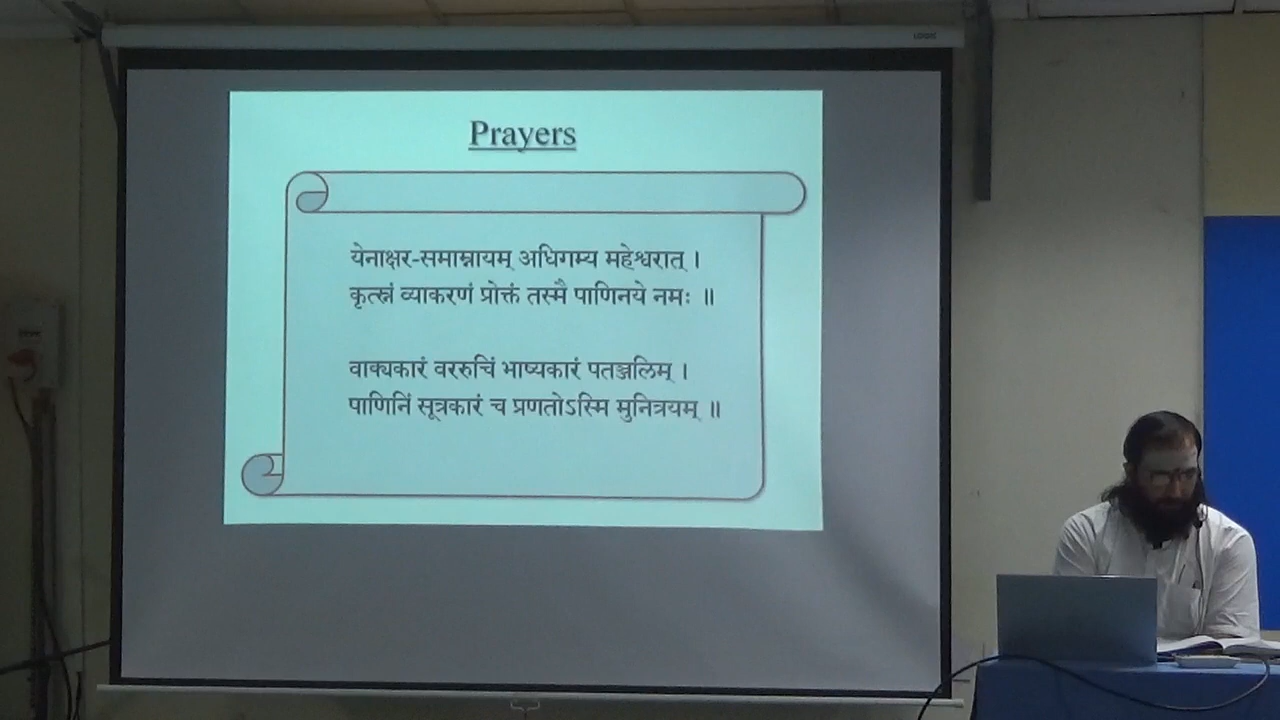 LOGIC
Prayers
येनाक्षर-समाम्नायम् अधिगम्य महेश्वरात् ।
कृत्स्नं व्याकरणं प्रोक्तं तस्मै पाणिनये नमः ॥
वाक्यकारं वररुचिं भाष्यकारं पतञ्जलिम् ।
पाणिनिं सूत्रकारं च प्रणतोऽस्मि मुनित्रयम् ॥